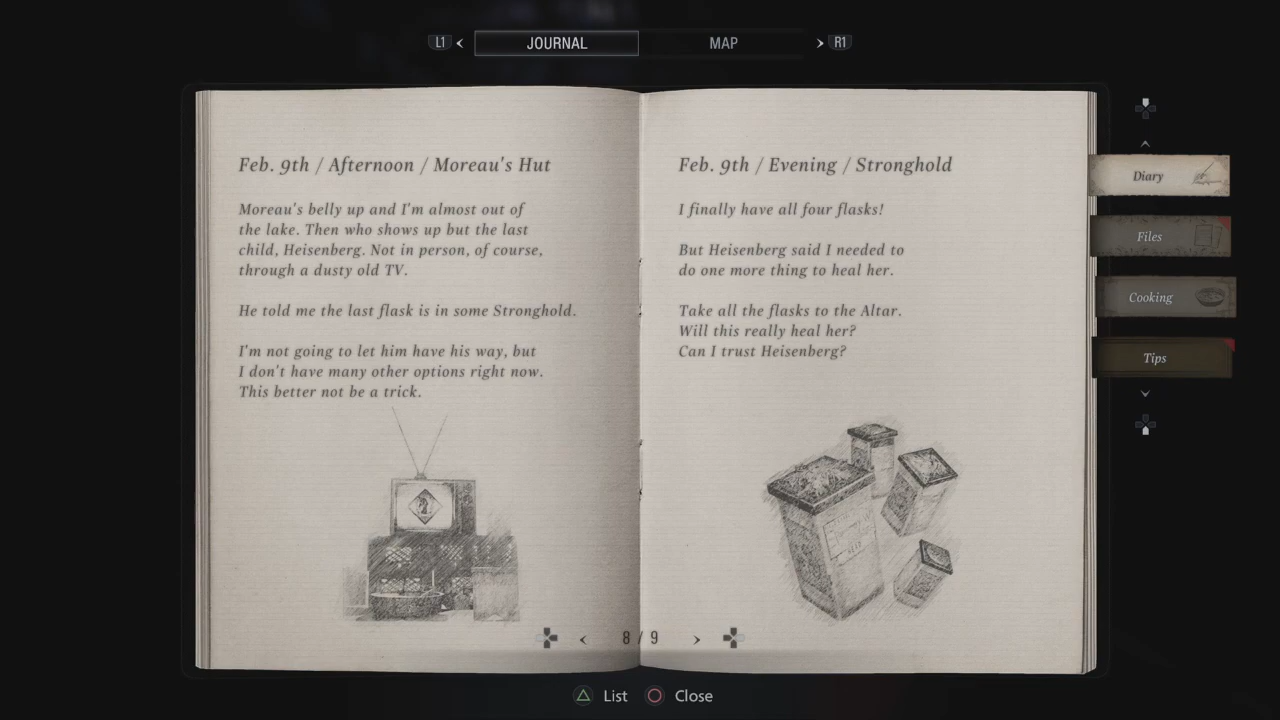 L1
JOURNAL
MAP
R1
Feb. 9th / Afternoon / Moreau's Hut
Moreau's belly up and I'm almost out of
the lake. Then who shows up but the last
child, Heisenberg. Not in person, of course,
through a dusty old TV.
He told me the last flask is in some Stronghold.
I'm not going to let him have his way, but
I don't have many other options right now.
This better not be a trick.
Feb. 9th / Evening / Stronghold
I finally have all four flasks!
But Heisenberg said I needed to
do one more thing to heal her.
Take all the flasks to the Altar.
Will this really heal her?
Can I trust Heisenberg?
Diary
Files
Cooking
Tips
8 / 9
List
Close